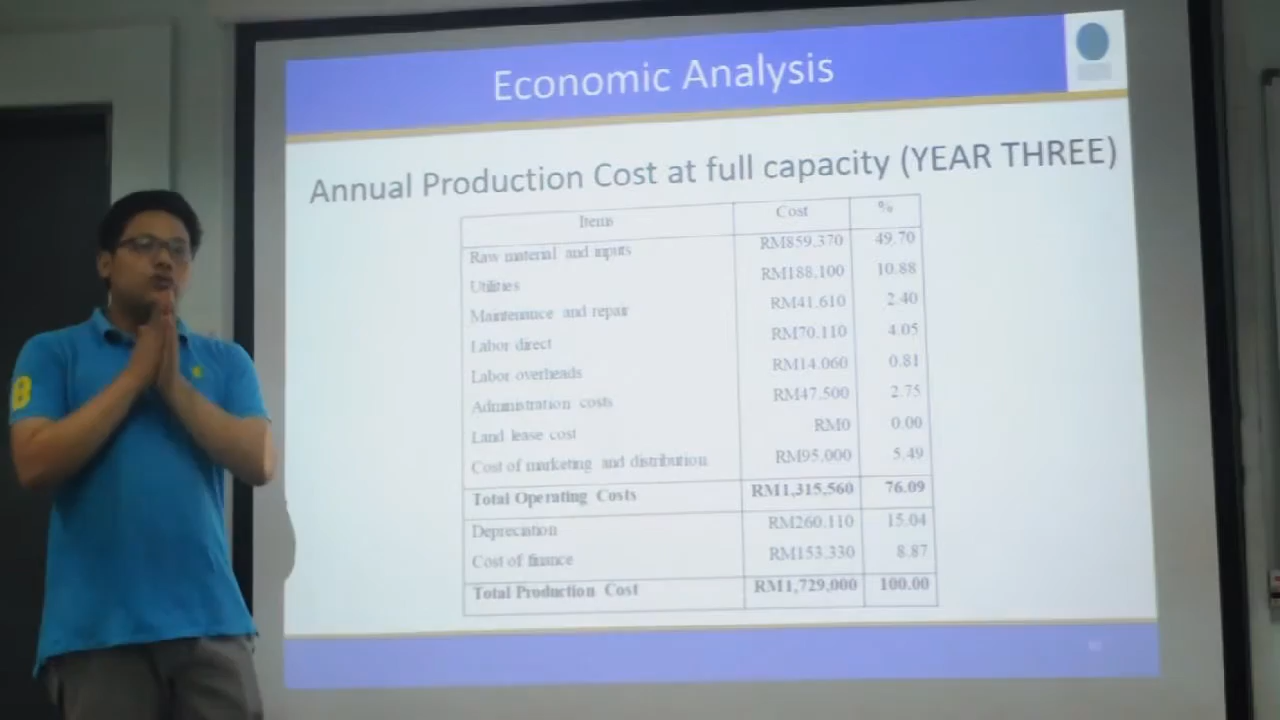 Economic Analysis
Annual Production Cost at full capacity (YEAR THREE)
Items Cost %
Raw material and inputs RM859,370 49.70
Utilities RM188,100 10.88
Maintenance and repair RM41,610 2.40
Labor direct RM70,110 4.05
Labor overheads RM14,060 0.81
Administration costs RM47,500 2.75
Land lease cost RM0 0.00
Cost of marketing and distribution RM95,000 5.49
Total Operating Costs RM1,315,560 76.09
Depreciation RM260,110 15.04
Cost of finance RM153,330 8.87
Total Production Cost RM1,729,000 100.00
8